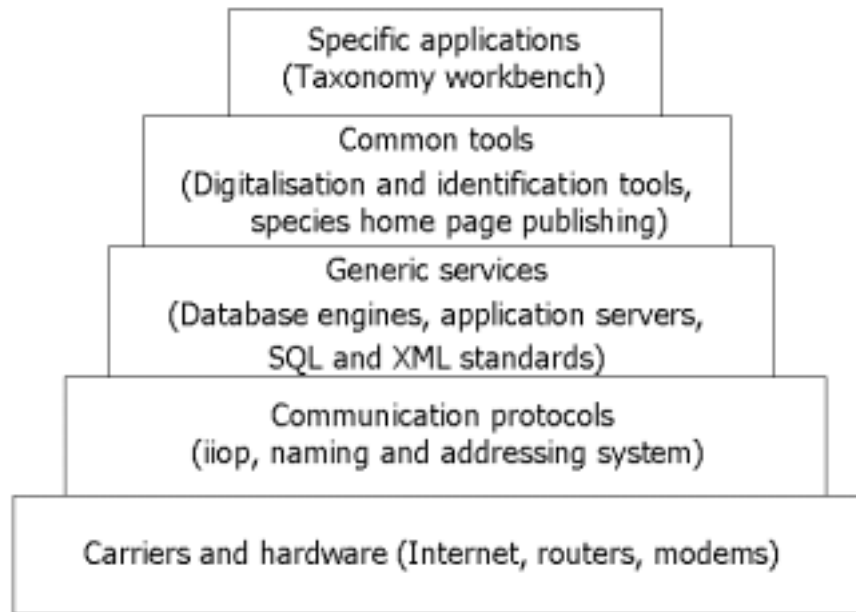 Specific applications
(Taxonomy workbench)
Common tools
(Digitalisation and identification tools,
species home page publishing)
Generic services
(Database engines, application servers,
SQL and XML standards)
Communication protocols
(iiop, naming and addressing system)
Carriers and hardware (Internet, routers, modems)